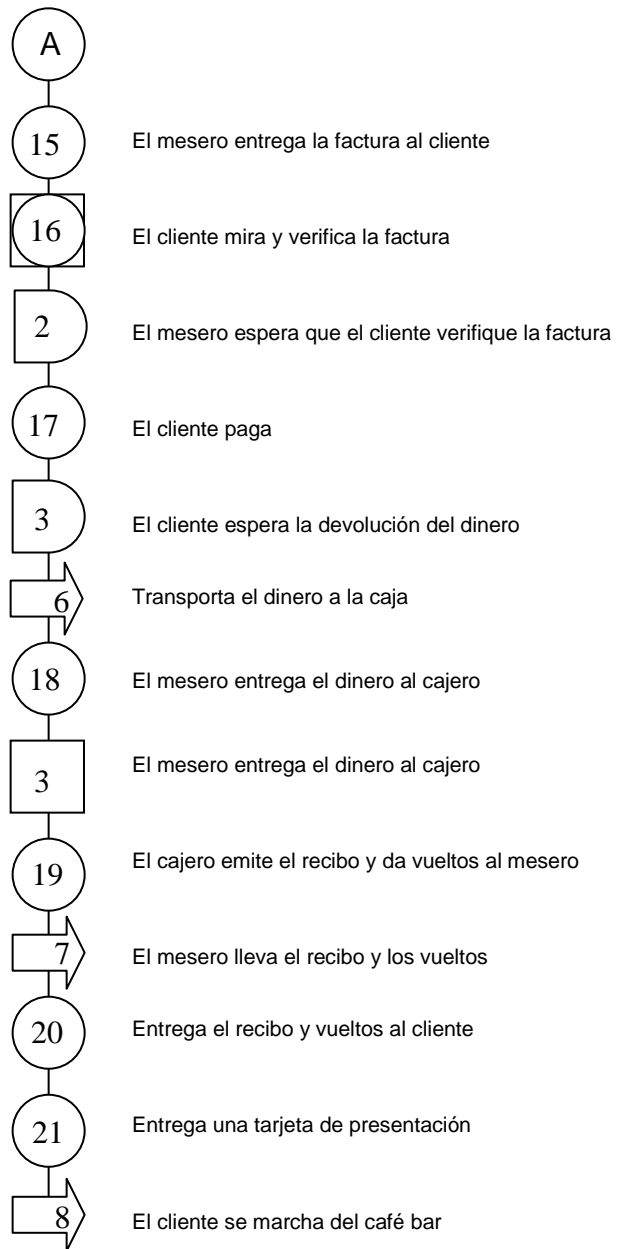 A
15 El mesero entrega la factura al cliente
16 El cliente mira y verifica la factura
2 El mesero espera que el cliente verifique la factura
17 El cliente paga
3 El cliente espera la devolución del dinero
6 Transporta el dinero a la caja
18 El mesero entrega el dinero al cajero
3 El mesero entrega el dinero al cajero
19 El cajero emite el recibo y da vueltos al mesero
7 El mesero lleva el recibo y los vueltos
20 Entrega el recibo y vueltos al cliente
21 Entrega una tarjeta de presentación
8 El cliente se marcha del café bar